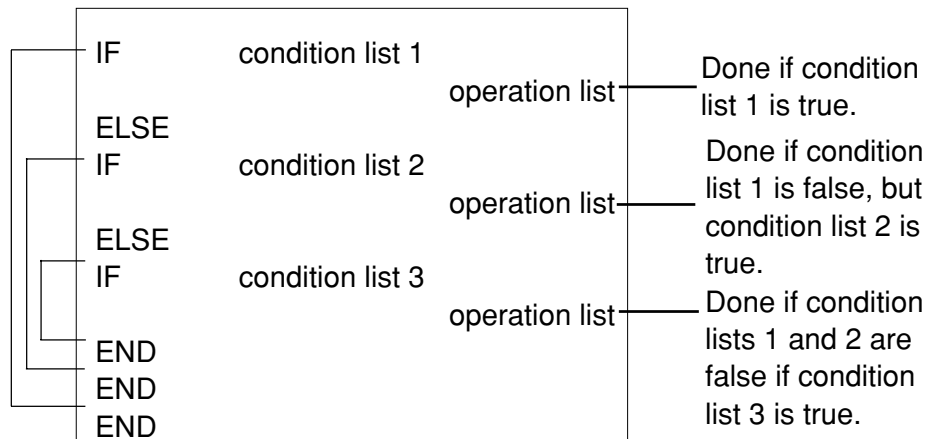 IF condition list 1
operation list
Done if condition
list 1 is true.
ELSE
IF condition list 2
operation list
Done if condition
list 1 is false, but
condition list 2 is
true.
ELSE
IF condition list 3
operation list
Done if condition
lists 1 and 2 are
false if condition
list 3 is true.
END
END
END